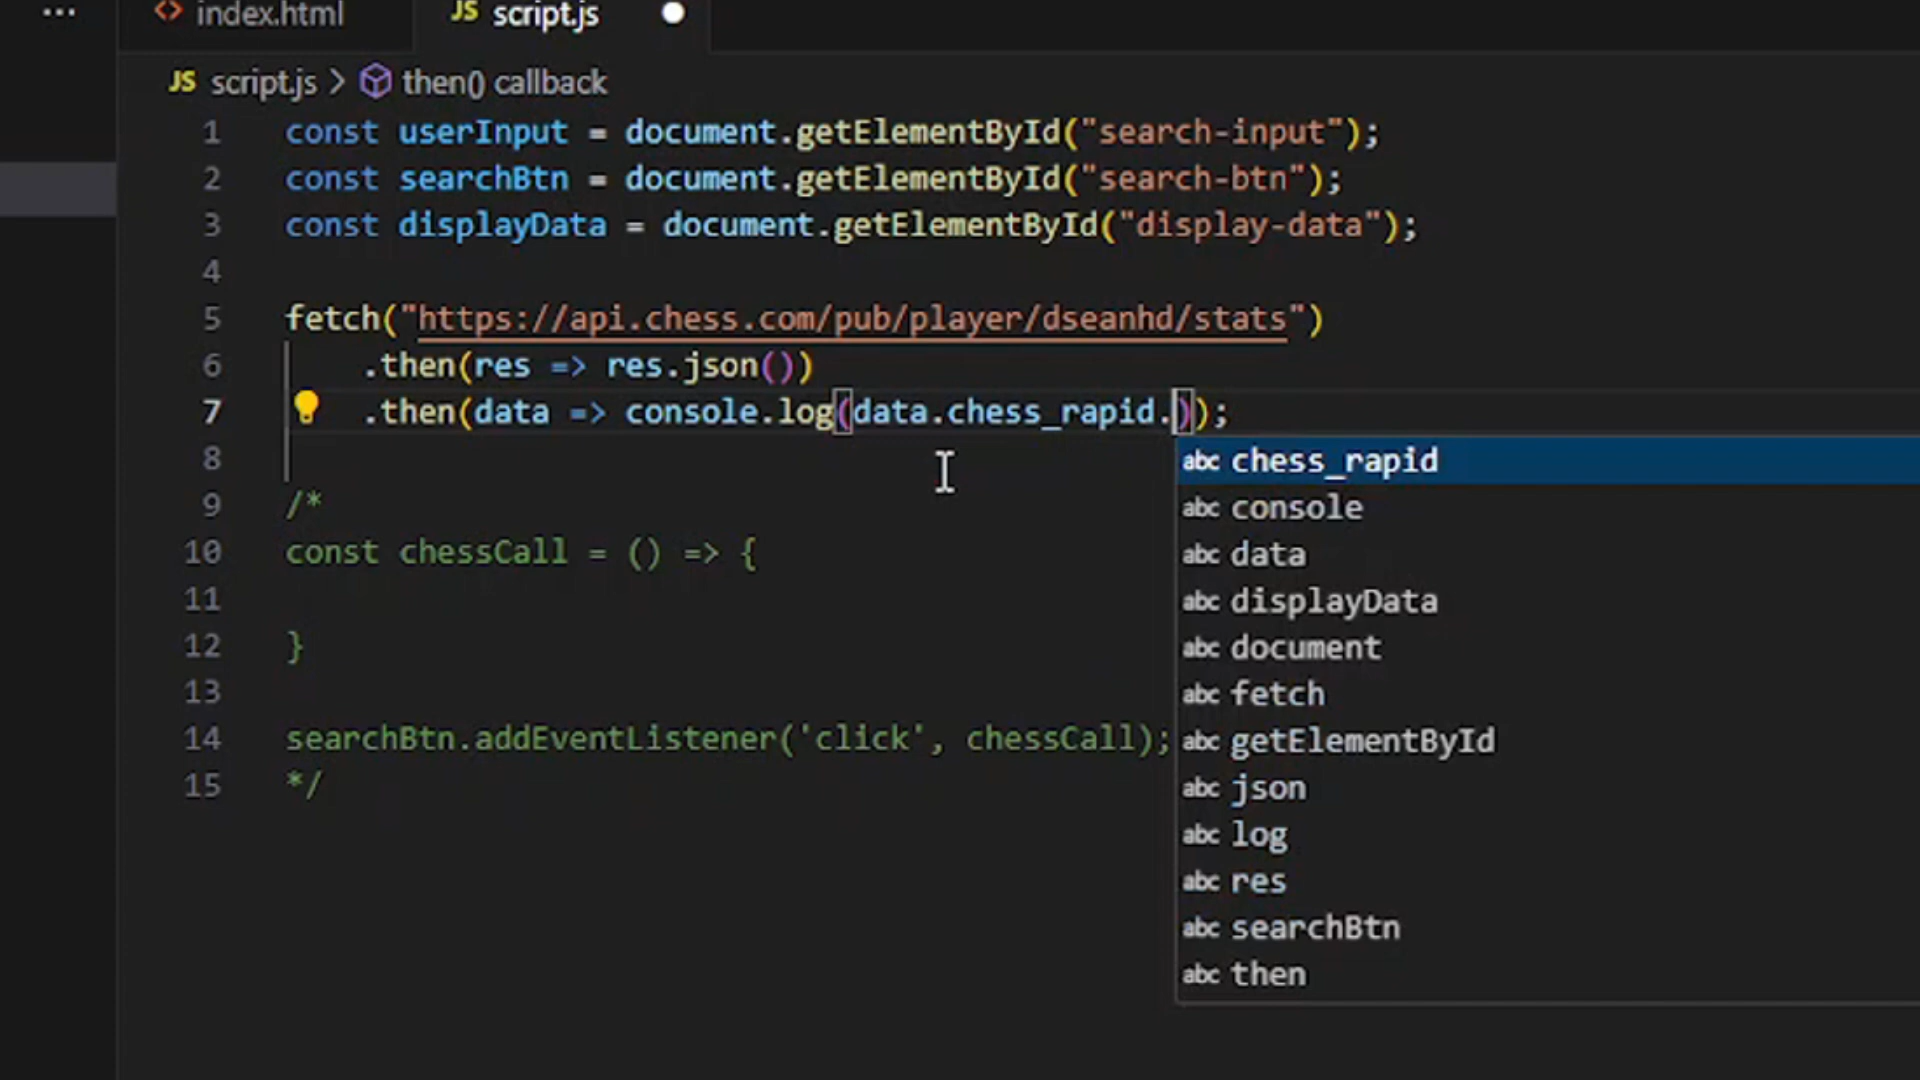 ··· <> index.html JS script.js
JS script.js > then() callback
1 const userInput = document.getElementById("search-input");
2 const searchBtn = document.getElementById("search-btn");
3 const displayData = document.getElementById("display-data");
4
5 fetch("https://api.chess.com/pub/player/dseanhd/stats")
6 .then(res => res.json())
7 .then(data => console.log(data.chess_rapid.));
8
abc chess_rapid
abc console
abc data
abc displayData
abc document
abc fetch
abc getElementById
abc json
abc log
abc res
abc searchBtn
abc then
9 /*
10 const chessCall = () => {
11
12 }
13
14 searchBtn.addEventListener('click', chessCall);
15 */